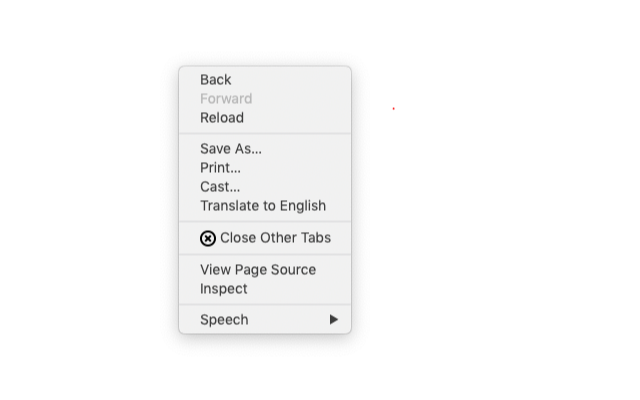 Back
Forward
Reload
Save As...
Print...
Cast...
Translate to English
Close Other Tabs
View Page Source
Inspect
Speech